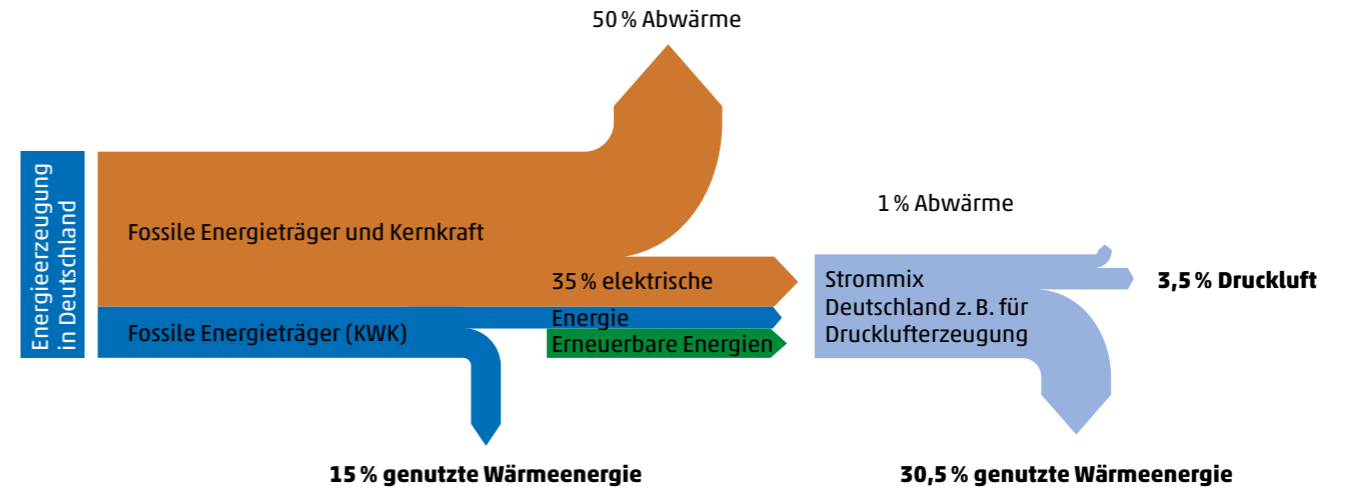 50 % Abwärme
Energieerzeugung
in Deutschland
Fossile Energieträger und Kernkraft
1 % Abwärme
35 % elektrische
Energie
Fossile Energieträger (KWK)
Erneuerbare Energien
Strommix
Deutschland z. B. für
Drucklufterzeugung
3,5 % Druckluft
15 % genutzte Wärmeenergie
30,5 % genutzte Wärmeenergie